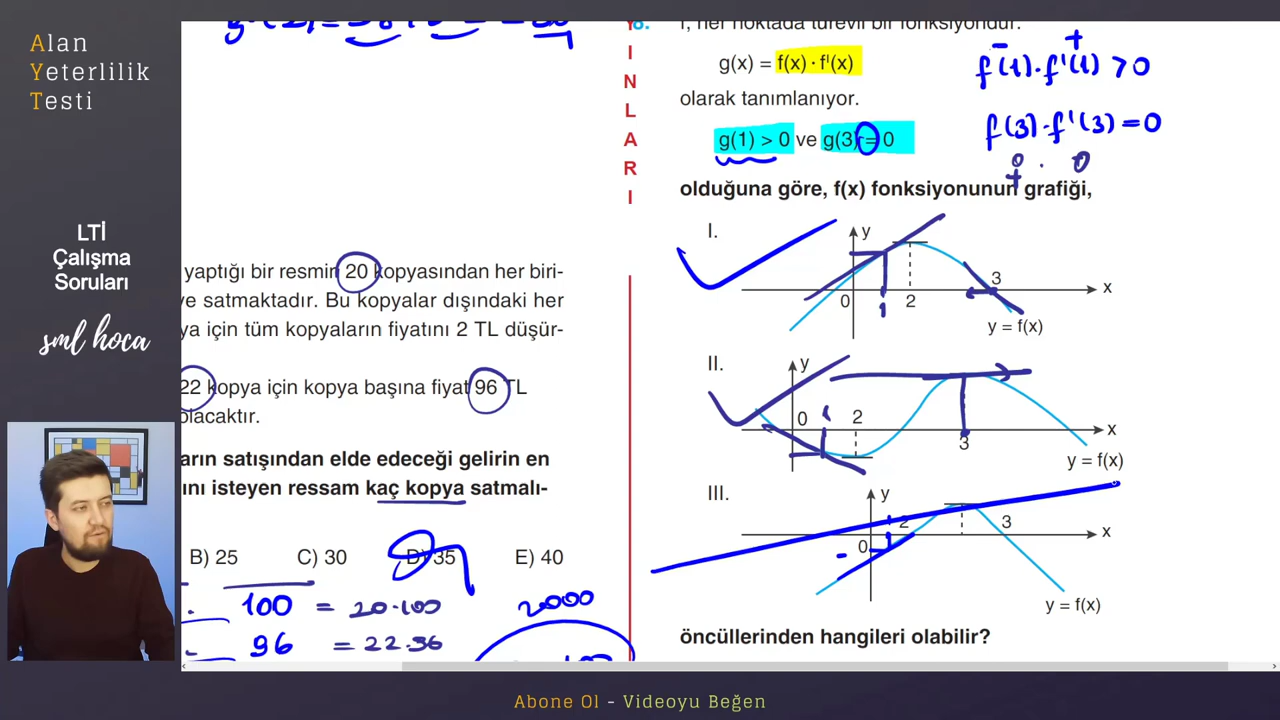 Alan
Yeterlilik
Testi
LTİ
Çalışma
Soruları
sml hoca
yaptığı bir resmin 20 kopyasından her biri-
ve satmaktadır. Bu kopyalar dışındaki her
ya için tüm kopyaların fiyatını 2 TL düşür-
22 kopya için kopya başına fiyat 96 TL
olacaktır.
arın satışından elde edeceği gelirin en
ını isteyen ressam kaç kopya satmalı-
B) 25 C) 30 D) 35 E) 40
100 = 20.100 2000
96 = 22.96
Y
I
N
L
A
R
I
f, her noktada türevli bir fonksiyondur.
g(x) = f(x) · f'(x)
olarak tanımlanıyor.
g(1) > 0 ve g(3) = 0
- +
f(1).f'(1) >0
f(3).f'(3)=0
0 . 0
+
olduğuna göre, f(x) fonksiyonunun grafiği,
I.
y
0 1 2 3 x
y = f(x)
II.
y
0 1 2 3 x
y = f(x)
III.
y
0 2 3 x
-
y = f(x)
öncüllerinden hangileri olabilir?
Abone Ol - Videoyu Beğen